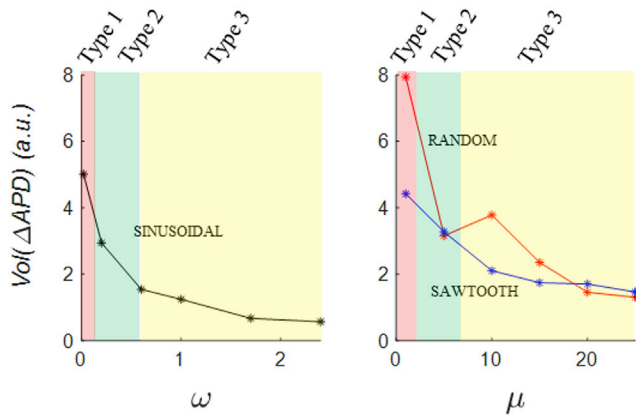 Type 1
Type 2
Type 3
Type 1
Type 2
Type 3
Vol(ΔAPD) (a.u.)
8
6
4
2
0
SINUSOIDAL
0
1
2
ω
8
6
4
2
0
RANDOM
SAWTOOTH
0
10
20
μ